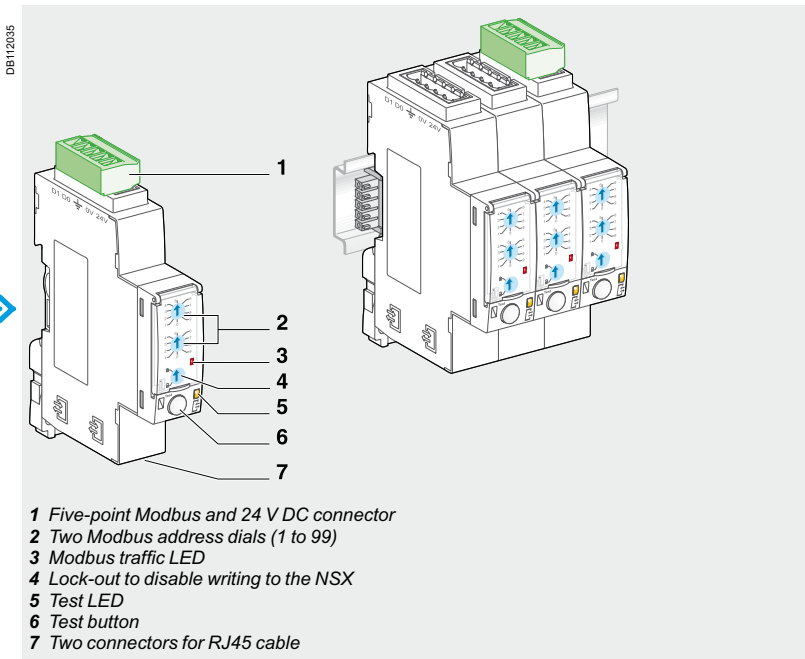 DB112035
D1 D0 0V 24V
D1 D0 0V 24V
1
2
3
4
5
6
7
1 Five-point Modbus and 24 V DC connector
2 Two Modbus address dials (1 to 99)
3 Modbus traffic LED
4 Lock-out to disable writing to the NSX
5 Test LED
6 Test button
7 Two connectors for RJ45 cable